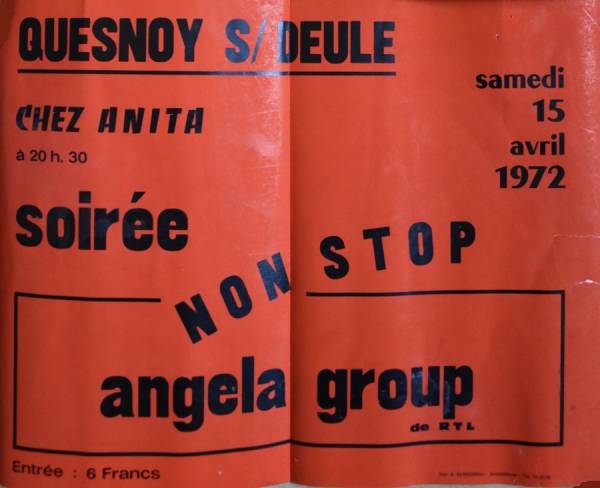 QUESNOY S/DEULE
CHEZ ANITA
à 20 h. 30
samedi
15
avril
1972
soirée
NON STOP
angela group
de RTL
Entrée : 6 Francs